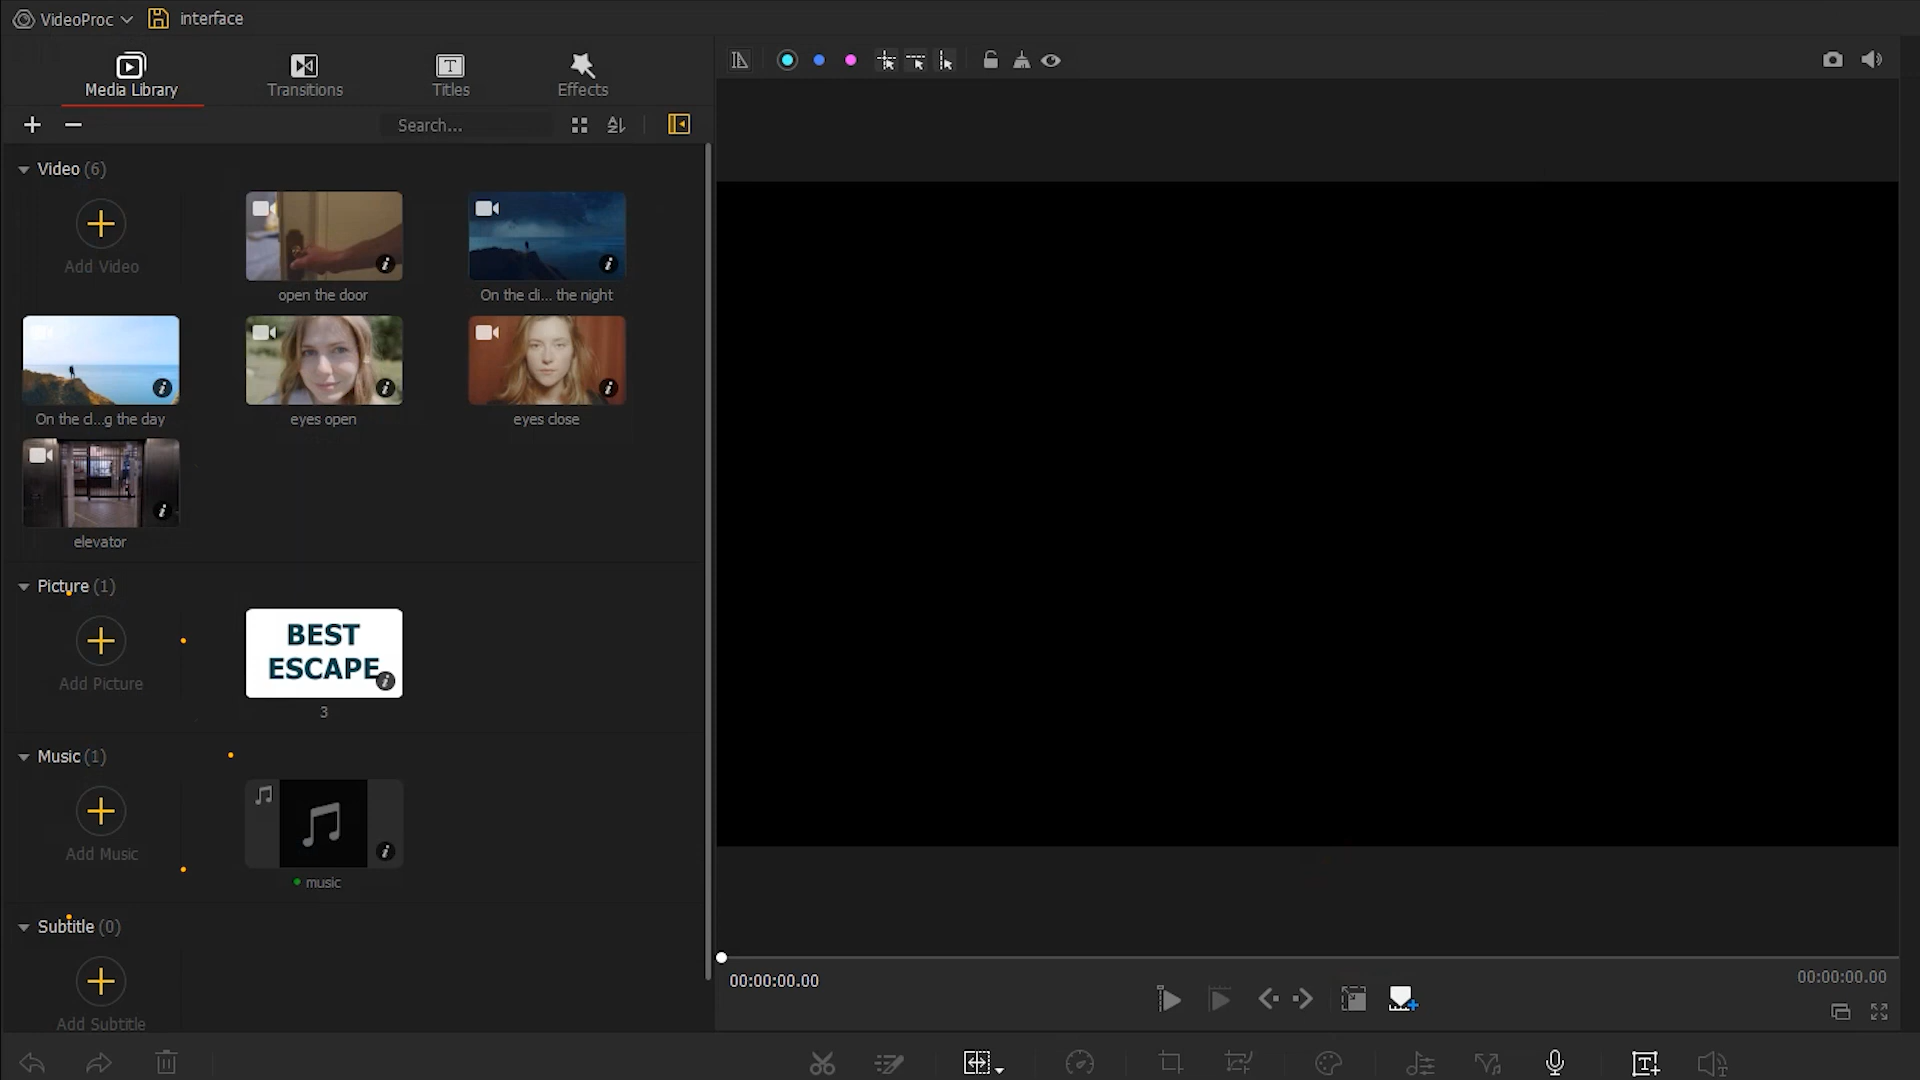 VideoProc interface
Media Library Transitions Titles Effects
Search...
Video (6)
Add Video
open the door
On the cli... the night
On the cl...g the day
eyes open
eyes close
elevator
Picture (1)
Add Picture
BEST
ESCAPE
3
Music (1)
Add Music
music
Subtitle (0)
Add Subtitle
00:00:00.00
00:00:00.00